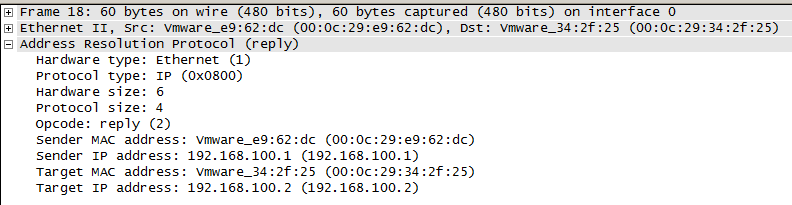 Frame 18: 60 bytes on wire (480 bits), 60 bytes captured (480 bits) on interface 0
Ethernet II, Src: Vmware_e9:62:dc (00:0c:29:e9:62:dc), Dst: Vmware_34:2f:25 (00:0c:29:34:2f:25)
Address Resolution Protocol (reply)
Hardware type: Ethernet (1)
Protocol type: IP (0x0800)
Hardware size: 6
Protocol size: 4
Opcode: reply (2)
Sender MAC address: Vmware_e9:62:dc (00:0c:29:e9:62:dc)
Sender IP address: 192.168.100.1 (192.168.100.1)
Target MAC address: Vmware_34:2f:25 (00:0c:29:34:2f:25)
Target IP address: 192.168.100.2 (192.168.100.2)